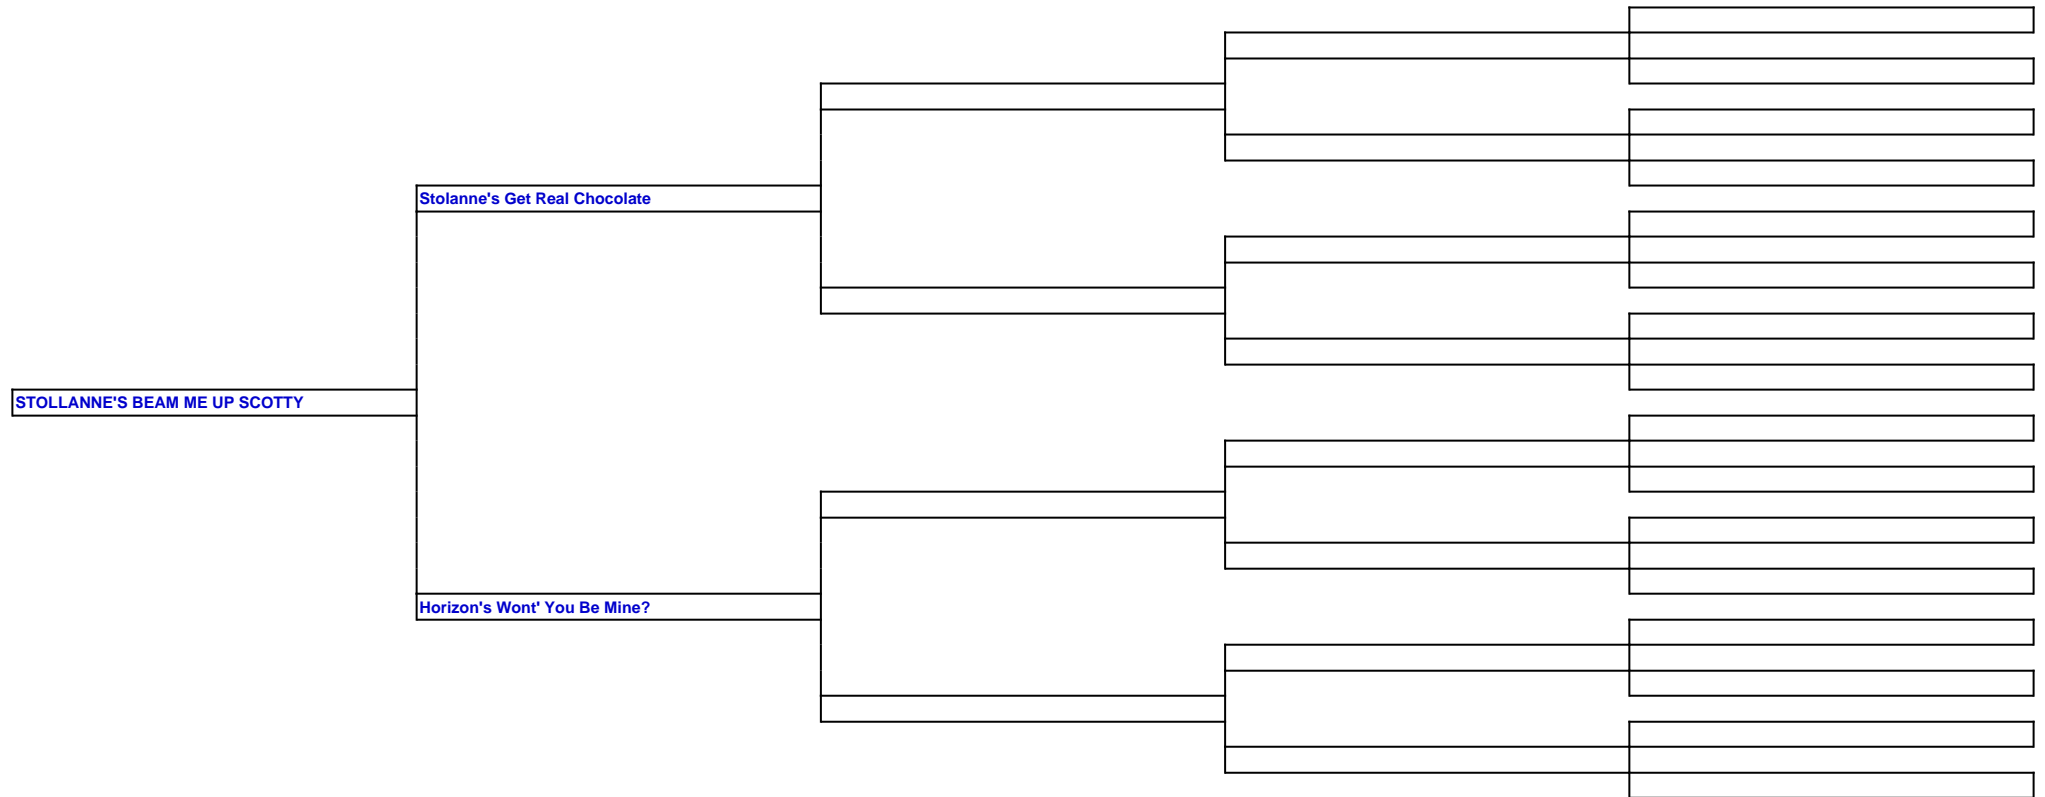 Stolanne's Get Real Chocolate
STOLLANNE'S BEAM ME UP SCOTTY
Horizon's Wont' You Be Mine?